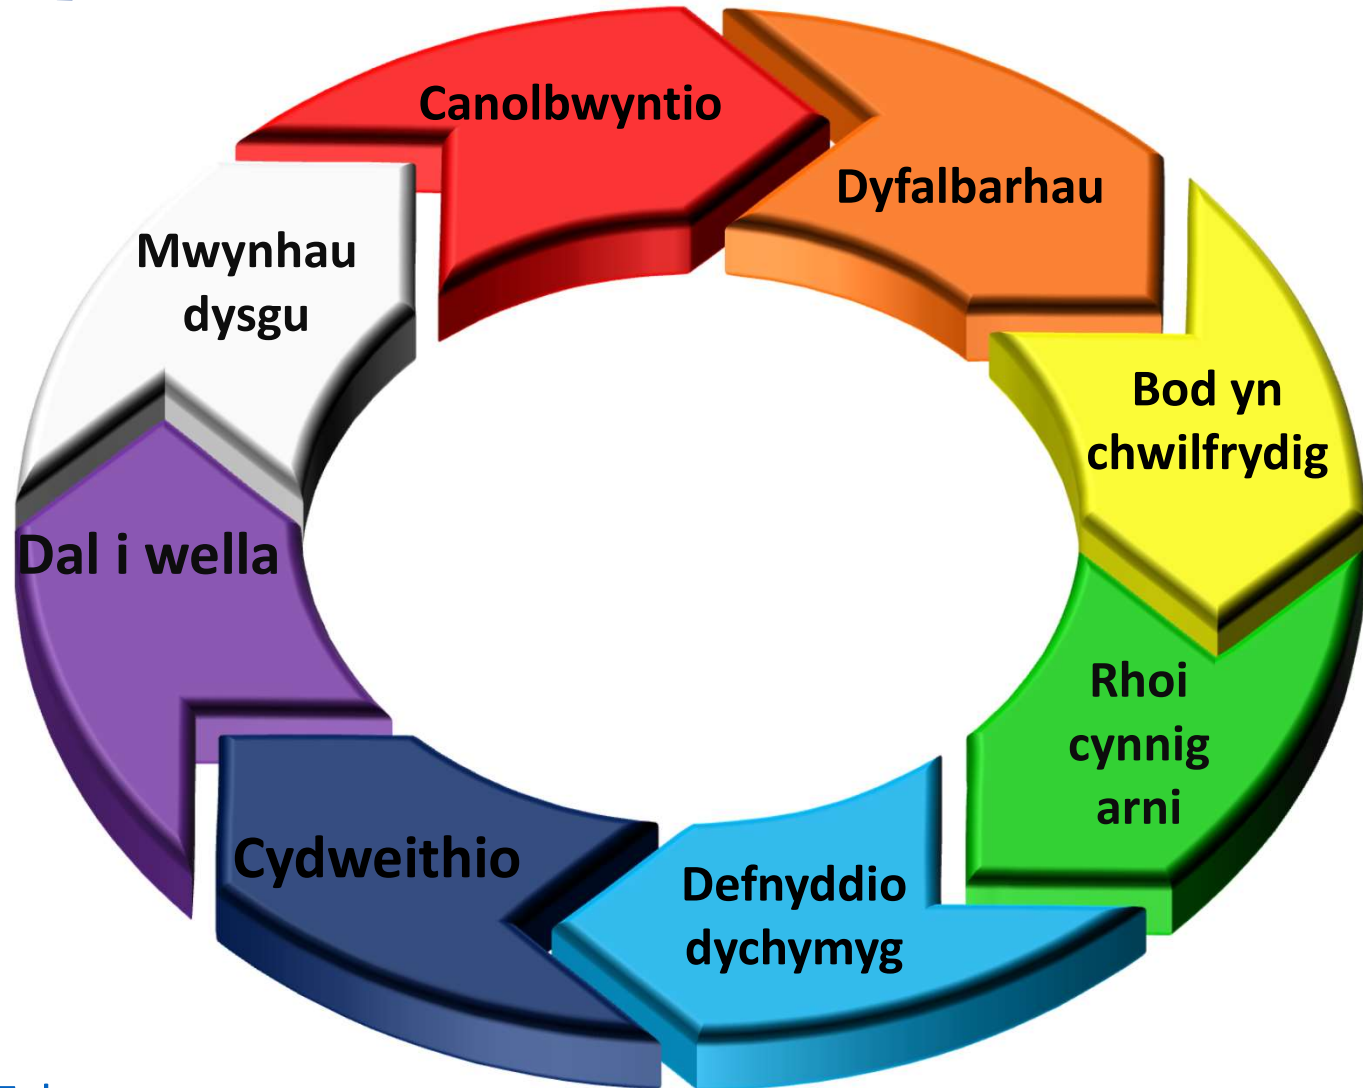 Canolbwyntio
Dyfalbarhau
Bod yn
chwilfrydig
Rhoi
cynnig
arni
Defnyddio
dychymyg
Cydweithio
Dal i wella
Mwynhau
dysgu